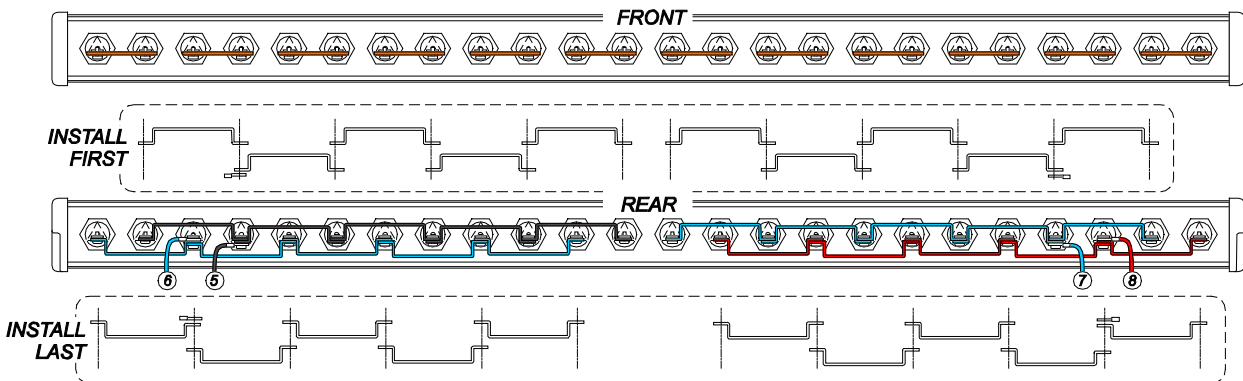 FRONT
INSTALL
FIRST
REAR
6 5 7 8
INSTALL
LAST